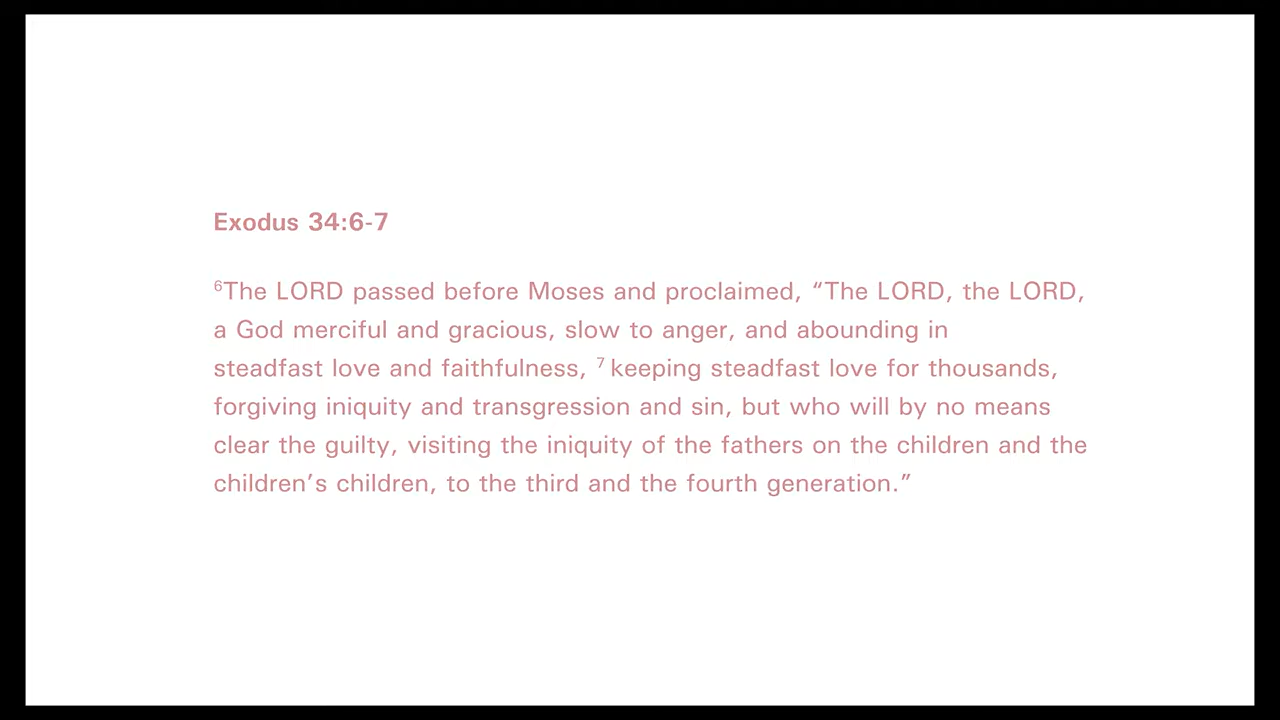 Exodus 34:6-7
⁶The LORD passed before Moses and proclaimed, “The LORD, the LORD,
a God merciful and gracious, slow to anger, and abounding in
steadfast love and faithfulness, ⁷keeping steadfast love for thousands,
forgiving iniquity and transgression and sin, but who will by no means
clear the guilty, visiting the iniquity of the fathers on the children and the
children’s children, to the third and the fourth generation.”